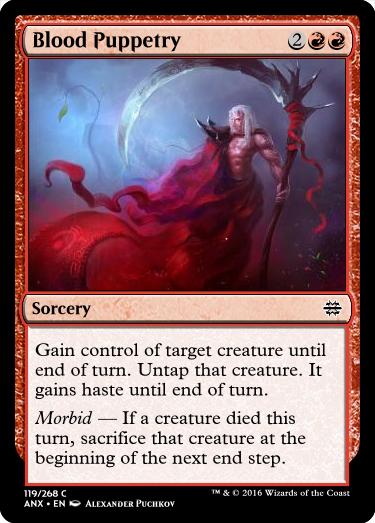 Blood Puppetry 2
Sorcery
Gain control of target creature until
end of turn. Untap that creature. It
gains haste until end of turn.
Morbid — If a creature died this
turn, sacrifice that creature at the
beginning of the next end step.
119/268 C
ANX • EN Alexander Puchkov ™ & © 2016 Wizards of the Coast